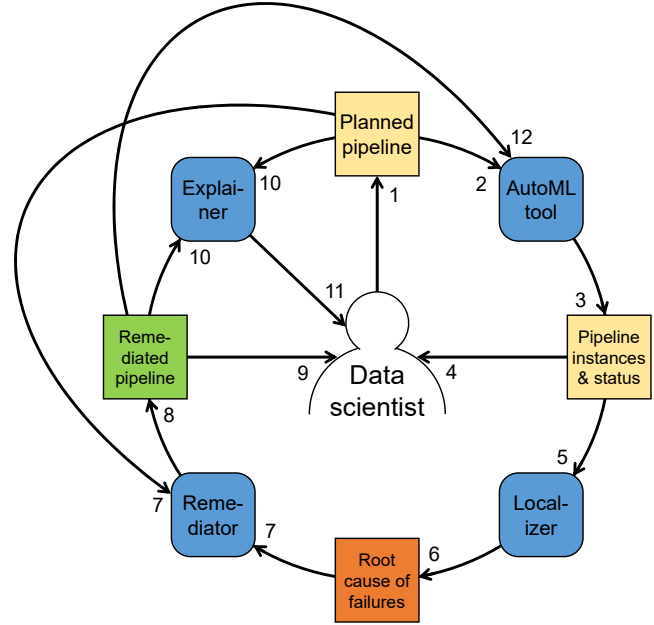 12
Planned
pipeline
10
2
1
Explai-
ner
AutoML
tool
10
11
3
Reme-
diated
pipeline
Pipeline
instances
& status
9
4
Data
scientist
8
5
7
Reme-
diator
Local-
izer
7
6
Root
cause of
failures